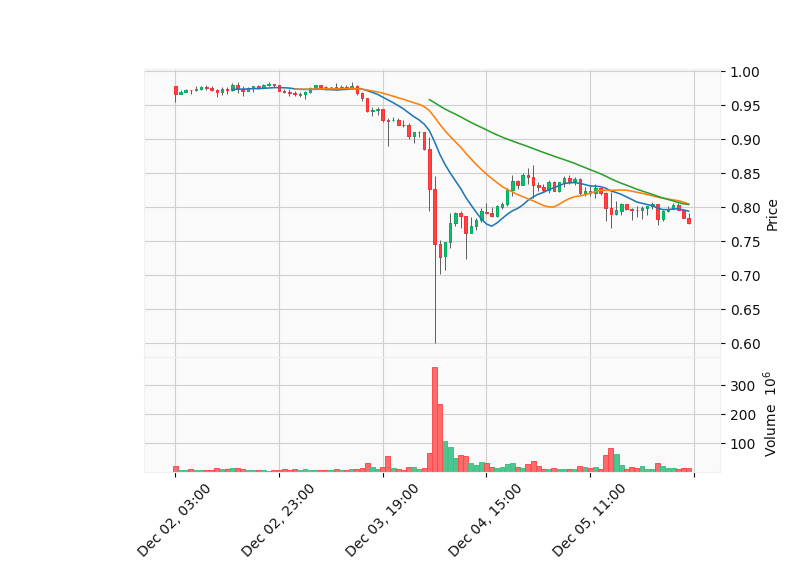 1.00
0.95
0.90
0.85
0.80
0.75
0.70
0.65
0.60
Price
300
200
100
Volume 10⁶
Dec 02, 03:00
Dec 02, 23:00
Dec 03, 19:00
Dec 04, 15:00
Dec 05, 11:00